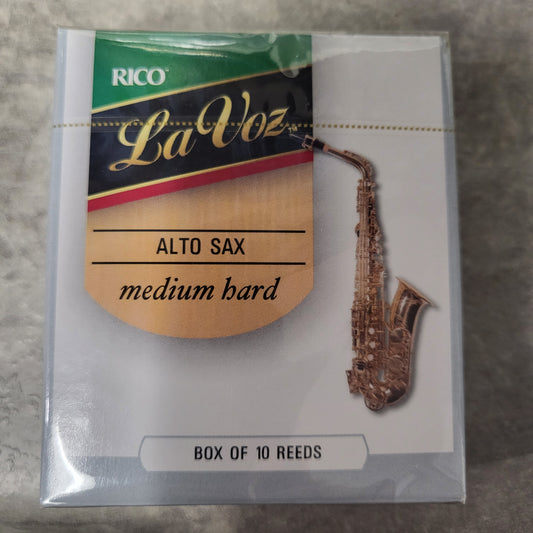 RICO
La Voz
ALTO SAX
medium hard
BOX OF 10 REEDS